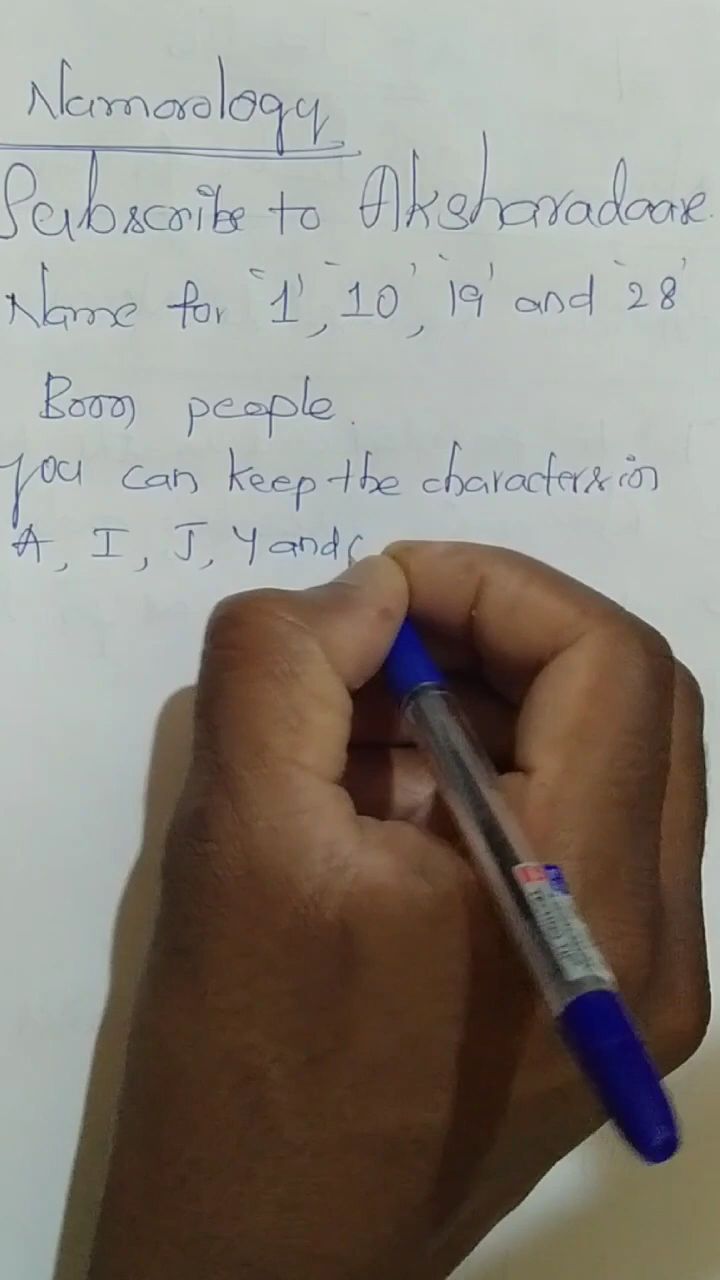 Namorology
Subscribe to Aksharadaare.
Name for '1', '10', '19' and '28'
Born people.
you can keep the characters in
A, I, J, Y and